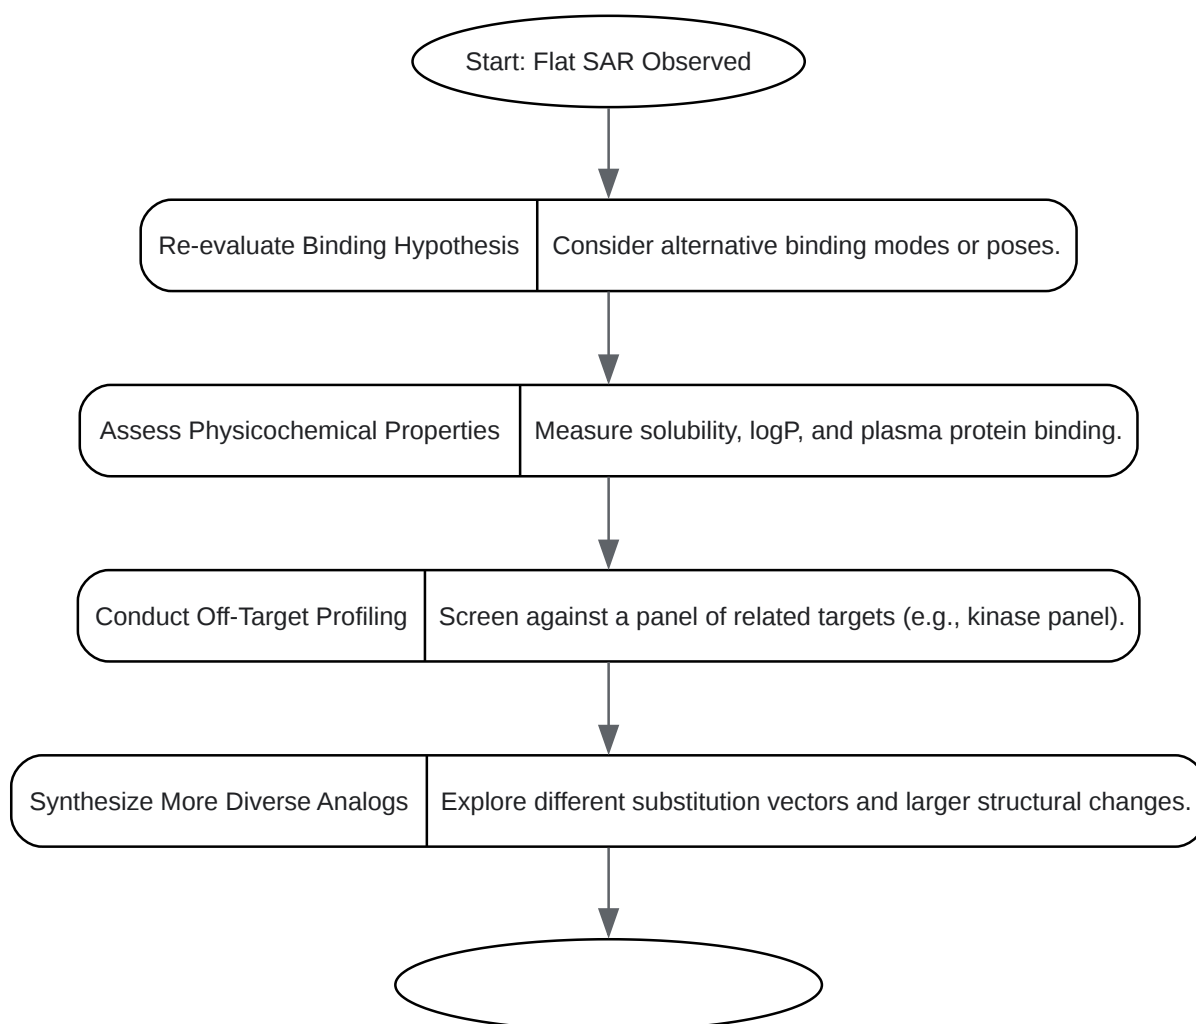 Start: Flat SAR Observed
Re-evaluate Binding Hypothesis
Consider alternative binding modes or poses.
Assess Physicochemical Properties
Measure solubility, logP, and plasma protein binding.
Conduct Off-Target Profiling
Screen against a panel of related targets (e.g., kinase panel).
Synthesize More Diverse Analogs
Explore different substitution vectors and larger structural changes.